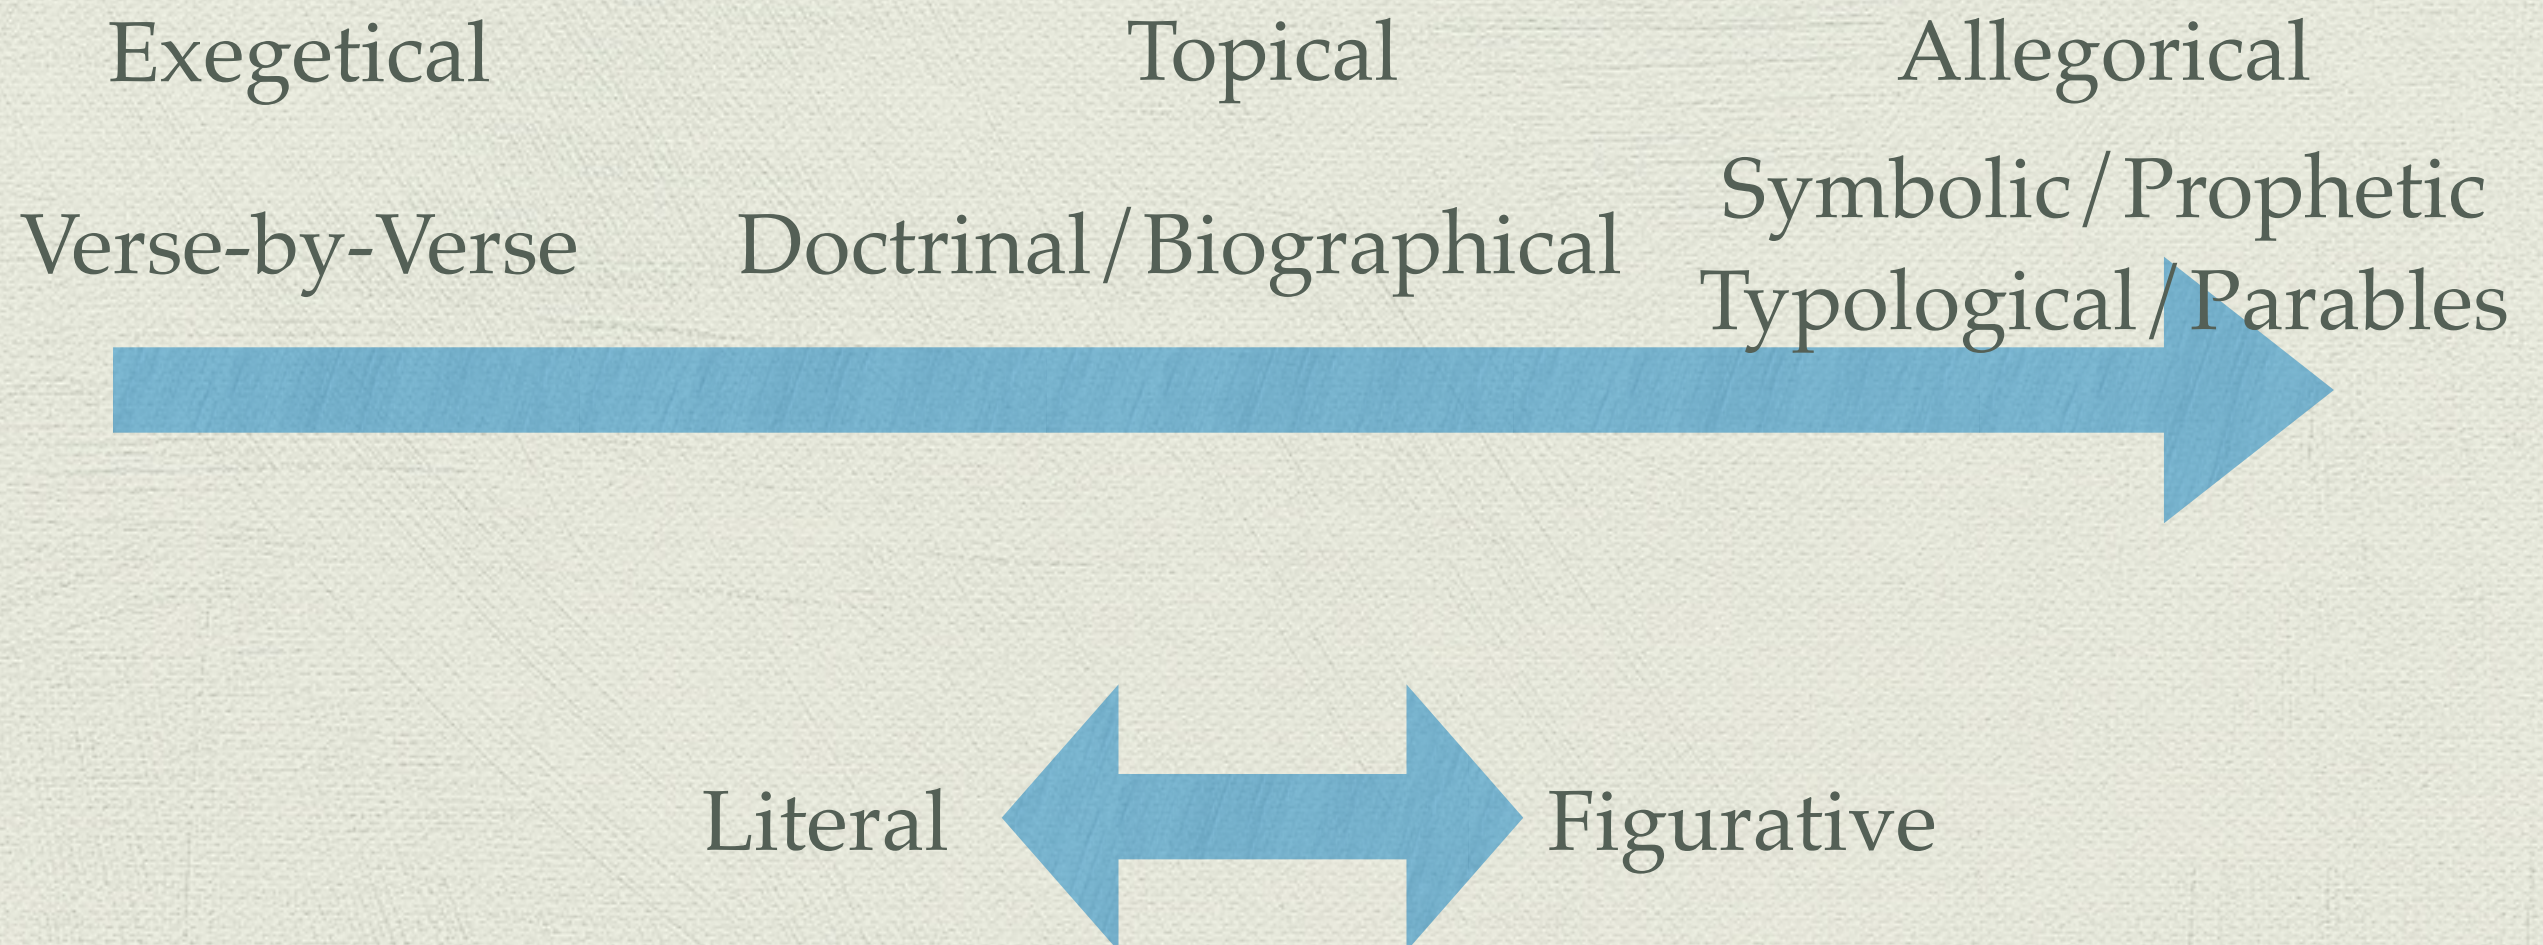 Exegetical Topical Allegorical
Verse-by-Verse Doctrinal/Biographical Symbolic/Prophetic
Typological/Parables
Literal Figurative